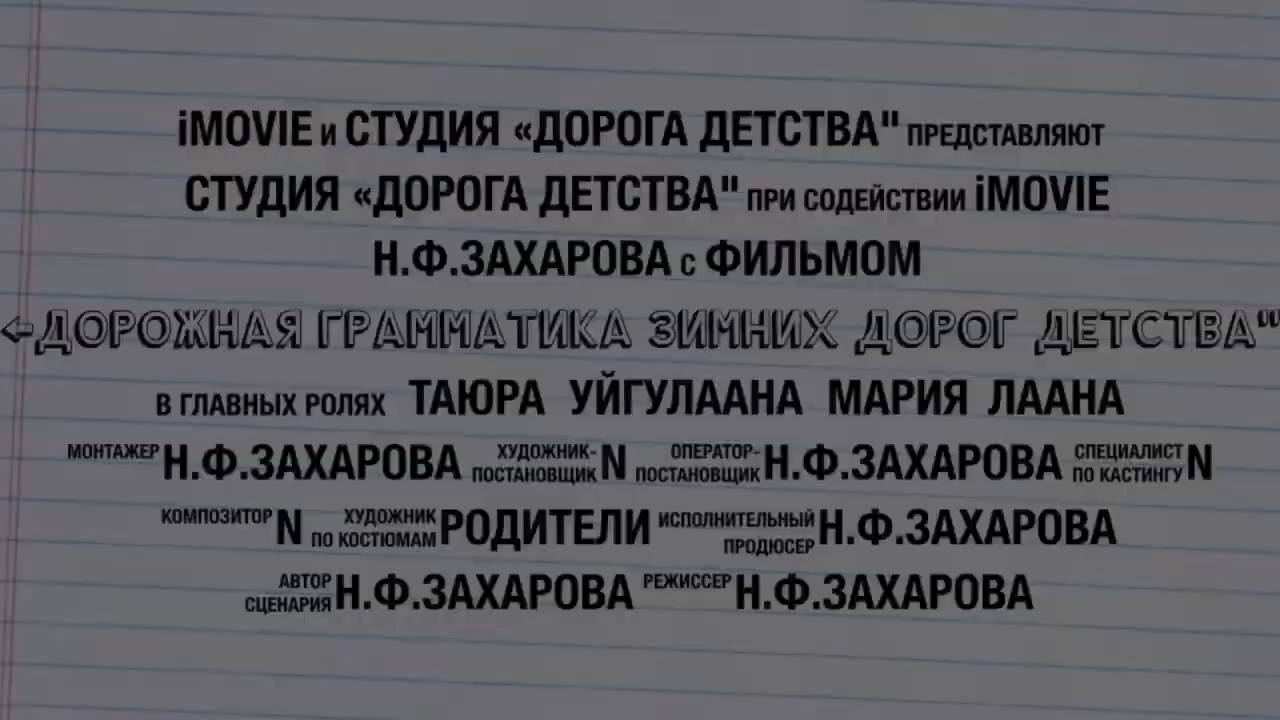 iMOVIE и СТУДИЯ «ДОРОГА ДЕТСТВА" ПРЕДСТАВЛЯЮТ
СТУДИЯ «ДОРОГА ДЕТСТВА" ПРИ СОДЕЙСТВИИ iMOVIE
Н.Ф.ЗАХАРОВА с ФИЛЬМОМ
«ДОРОЖНАЯ ГРАММАТИКА ЗИМНИХ ДОРОГ ДЕТСТВА"
В ГЛАВНЫХ РОЛЯХ ТАЮРА УЙГУЛААНА МАРИЯ ЛААНА
МОНТАЖЕР Н.Ф.ЗАХАРОВА ХУДОЖНИК-ПОСТАНОВЩИК N ОПЕРАТОР-ПОСТАНОВЩИК Н.Ф.ЗАХАРОВА СПЕЦИАЛИСТ ПО КАСТИНГУ N
КОМПОЗИТОР N ХУДОЖНИК ПО КОСТЮМАМ РОДИТЕЛИ ИСПОЛНИТЕЛЬНЫЙ ПРОДЮСЕР Н.Ф.ЗАХАРОВА
АВТОР СЦЕНАРИЯ Н.Ф.ЗАХАРОВА РЕЖИССЕР Н.Ф.ЗАХАРОВА